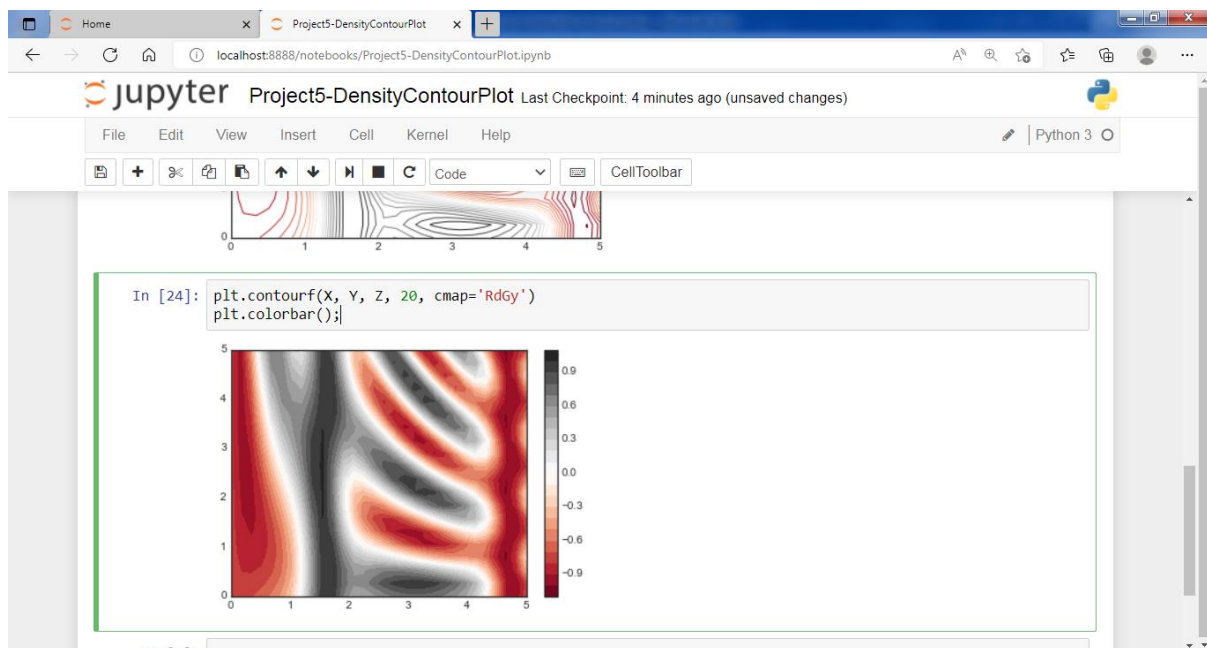 Home
Project5-DensityContourPlot
localhost:8888/notebooks/Project5-DensityContourPlot.ipynb
jupyter Project5-DensityContourPlot Last Checkpoint: 4 minutes ago (unsaved changes)
File Edit View Insert Cell Kernel Help Python 3
Code CellToolbar
0
0 1 2 3 4 5
In [24]: plt.contourf(X, Y, Z, 20, cmap='RdGy')
plt.colorbar();
5
0.9
4
0.6
3 0.3
0.0
2
−0.3
1 −0.6
−0.9
0
0 1 2 3 4 5